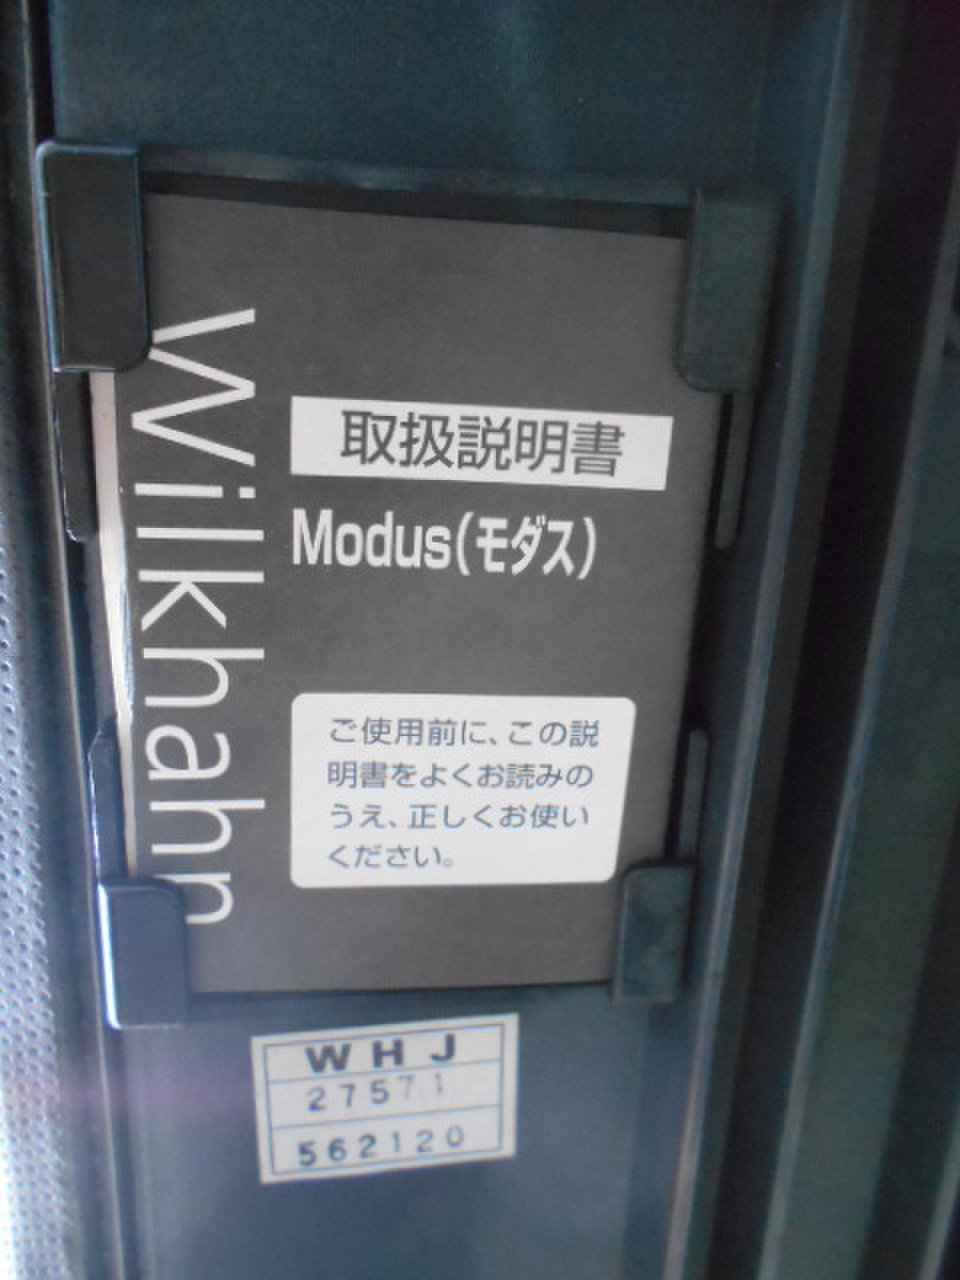 Wilkhahn
取扱説明書
Modus(モダス)
ご使用前に、この説
明書をよくお読みの
うえ、正しくお使い
ください。
WHJ
27571
562120